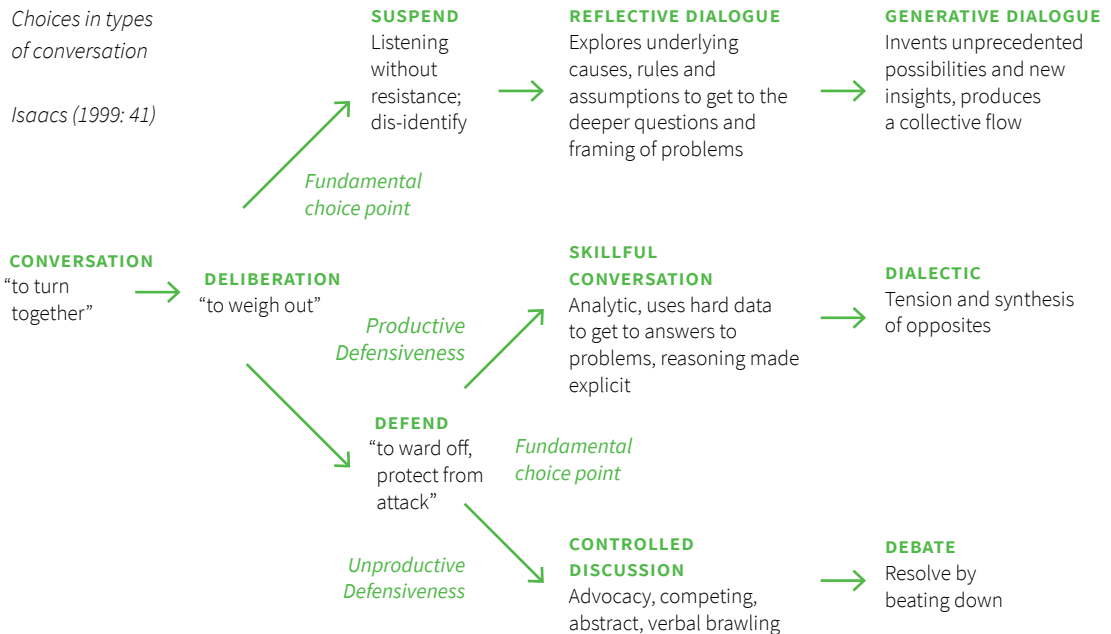 Choices in types
of conversation
Isaacs (1999: 41)
SUSPEND
Listening
without
resistance;
dis-identify
REFLECTIVE DIALOGUE
Explores underlying
causes, rules and
assumptions to get to the
deeper questions and
framing of problems
GENERATIVE DIALOGUE
Invents unprecedented
possibilities and new
insights, produces
a collective flow
Fundamental
choice point
CONVERSATION
“to turn
together”
DELIBERATION
“to weigh out”
Productive
Defensiveness
SKILLFUL
CONVERSATION
Analytic, uses hard data
to get to answers to
problems, reasoning made
explicit
DIALECTIC
Tension and synthesis
of opposites
DEFEND
“to ward off,
protect from
attack”
Fundamental
choice point
Unproductive
Defensiveness
CONTROLLED
DISCUSSION
Advocacy, competing,
abstract, verbal brawling
DEBATE
Resolve by
beating down